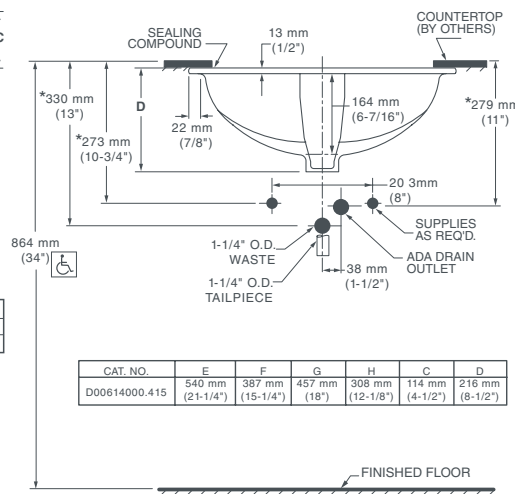 C
SEALING
COMPOUND
13 mm
(1/2")
COUNTERTOP
(BY OTHERS)
*330 mm
(13")
*273 mm
(10-3/4")
D
22 mm
(7/8")
164 mm
(6-7/16")
*279 mm
(11")
20 3mm
(8")
864 mm
(34")
1-1/4" O.D.
WASTE
1-1/4" O.D.
TAILPIECE
SUPPLIES
AS REQ'D.
ADA DRAIN
OUTLET
38 mm
(1-1/2")
CAT. NO. E F G H C D
D00614000.415 540 mm (21-1/4") 387 mm (15-1/4") 457 mm (18") 308 mm (12-1/8") 114 mm (4-1/2") 216 mm (8-1/2")
FINISHED FLOOR